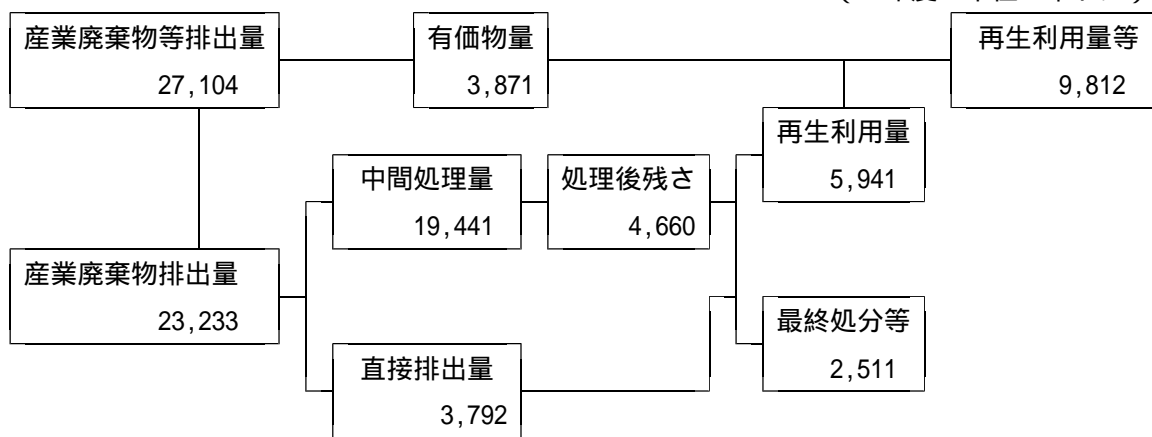 産業廃棄物等排出量
27,104
有価物量
3,871
再生利用量等
9,812
再生利用量
5,941
中間処理量
19,441
処理後残さ
4,660
産業廃棄物排出量
23,233
最終処分等
2,511
直接排出量
3,792